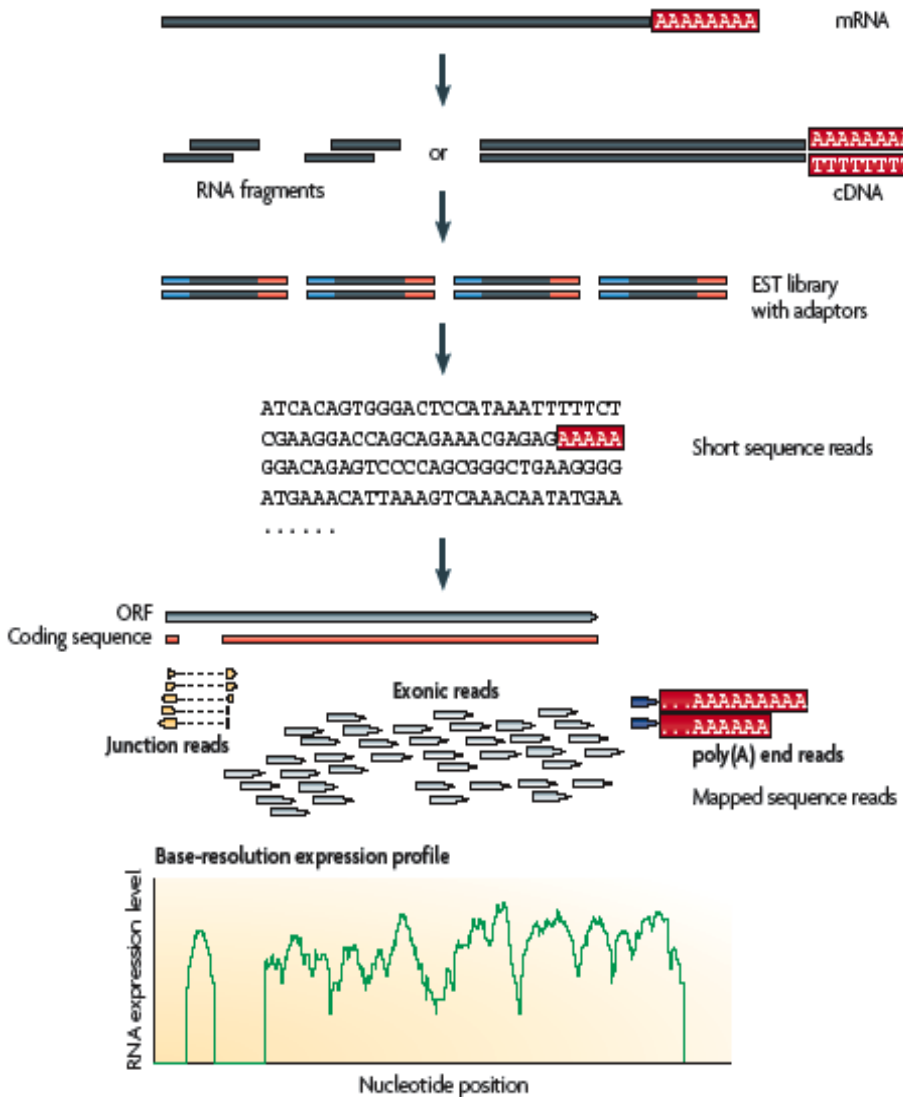 AAAAAAAA mRNA
AAAAAAAA
or
TTTTTTTT
RNA fragments cDNA
EST library
with adaptors
ATCACAGTGGGACTCCATAAATTTTTCT
CGAAGGACCAGCAGAAACGAGAGAAAAA
GGACAGAGTCCCCAGCGGGCTGAAGGGG
ATGAAACATTAAAGTCAAACAATATGAA
. . . . . .
Short sequence reads
ORF
Coding sequence
Exonic reads
...AAAAAAAAA
...AAAAAA
Junction reads
poly(A) end reads
Mapped sequence reads
Base-resolution expression profile
RNA expression level
Nucleotide position